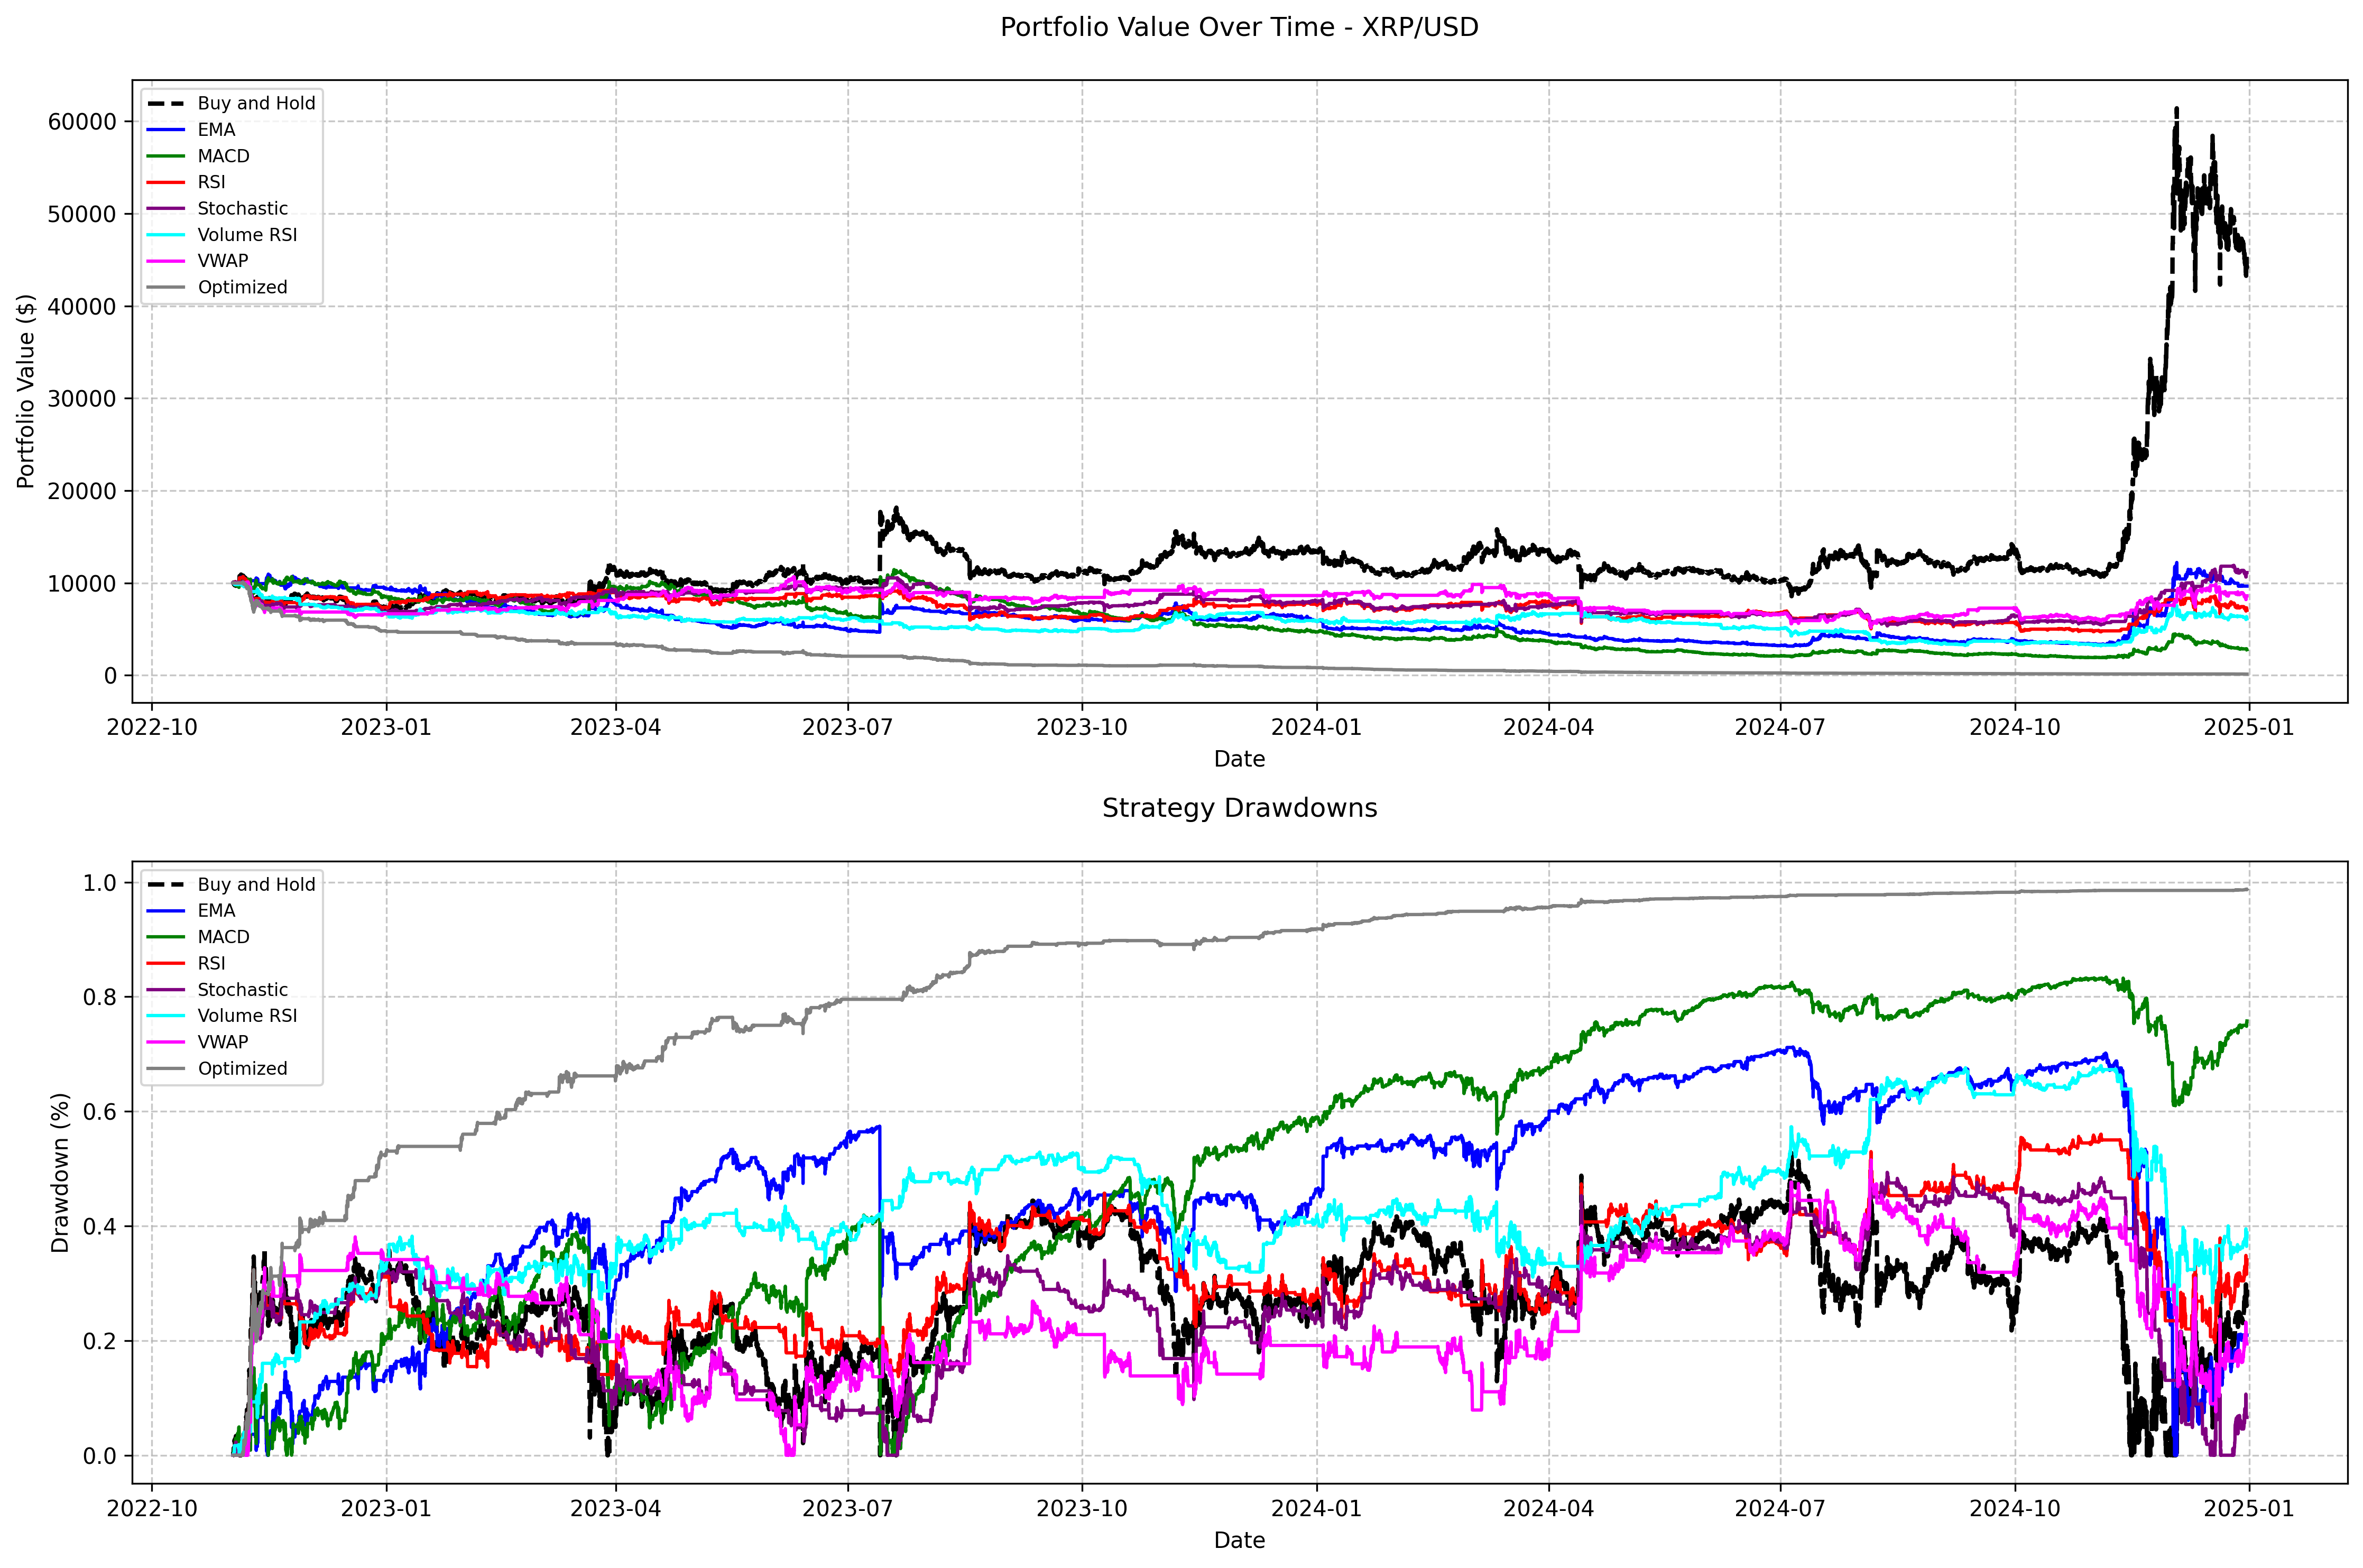 Portfolio Value Over Time - XRP/USD
Portfolio Value ($)
60000
50000
40000
30000
20000
10000
0
Buy and Hold
EMA
MACD
RSI
Stochastic
Volume RSI
VWAP
Optimized
2022-10 2023-01 2023-04 2023-07 2023-10 2024-01 2024-04 2024-07 2024-10 2025-01
Date
Strategy Drawdowns
Drawdown (%)
1.0
0.8
0.6
0.4
0.2
0.0
Buy and Hold
EMA
MACD
RSI
Stochastic
Volume RSI
VWAP
Optimized
2022-10 2023-01 2023-04 2023-07 2023-10 2024-01 2024-04 2024-07 2024-10 2025-01
Date